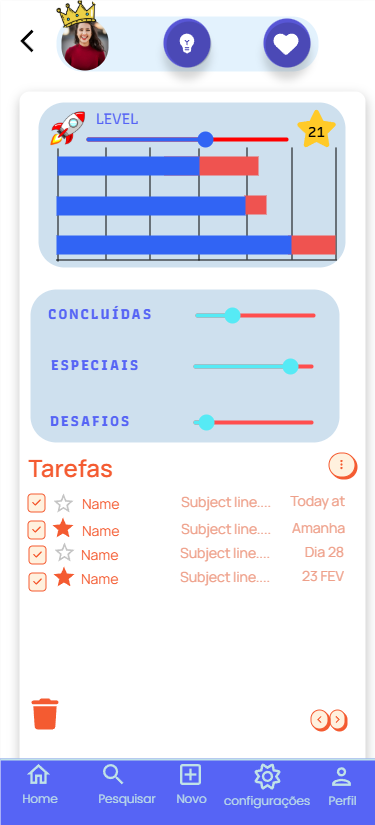 LEVEL
21
CONCLUÍDAS
ESPECIAIS
DESAFIOS
Tarefas
Name Subject line.... Today at
Name Subject line.... Amanha
Name Subject line.... Dia 28
Name Subject line.... 23 FEV
Home Pesquisar Novo configurações Perfil